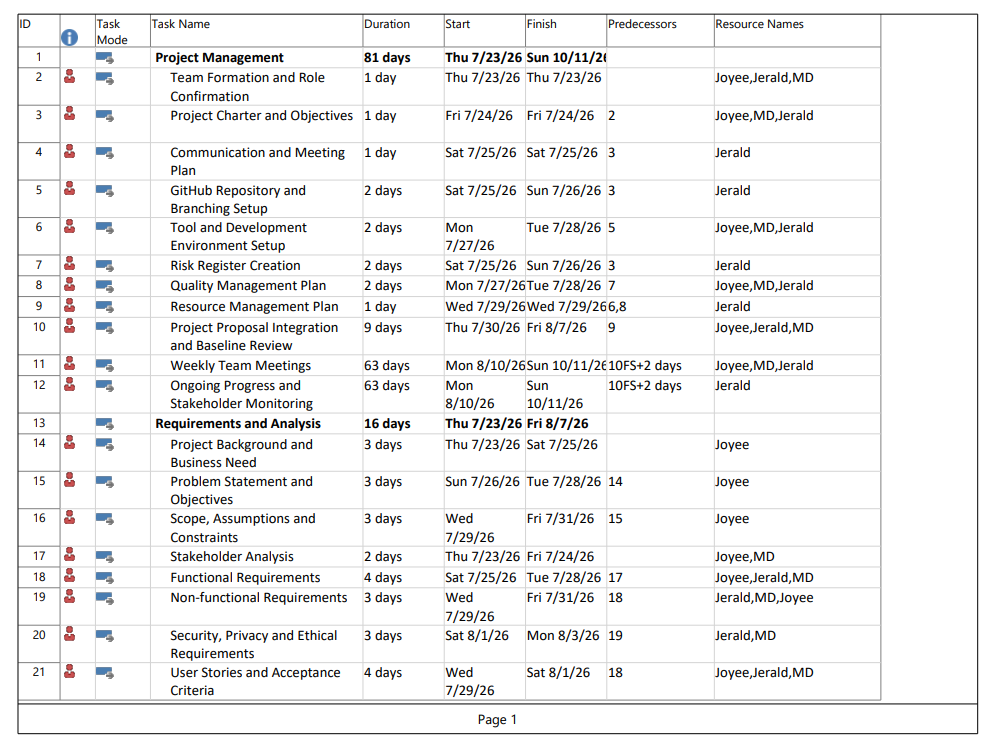 ID Task Mode Task Name Duration Start Finish Predecessors Resource Names
1 Project Management 81 days Thu 7/23/26 Sun 10/11/26
2 Team Formation and Role Confirmation 1 day Thu 7/23/26 Thu 7/23/26 Joyee,Jerald,MD
3 Project Charter and Objectives 1 day Fri 7/24/26 Fri 7/24/26 2 Joyee,MD,Jerald
4 Communication and Meeting Plan 1 day Sat 7/25/26 Sat 7/25/26 3 Jerald
5 GitHub Repository and Branching Setup 2 days Sat 7/25/26 Sun 7/26/26 3 Jerald
6 Tool and Development Environment Setup 2 days Mon 7/27/26 Tue 7/28/26 5 Joyee,MD,Jerald
7 Risk Register Creation 2 days Sat 7/25/26 Sun 7/26/26 3 Jerald
8 Quality Management Plan 2 days Mon 7/27/26 Tue 7/28/26 7 Joyee,MD,Jerald
9 Resource Management Plan 1 day Wed 7/29/26 Wed 7/29/26 6,8 Jerald
10 Project Proposal Integration and Baseline Review 9 days Thu 7/30/26 Fri 8/7/26 9 Joyee,Jerald,MD
11 Weekly Team Meetings 63 days Mon 8/10/26 Sun 10/11/26 10FS+2 days Joyee,MD,Jerald
12 Ongoing Progress and Stakeholder Monitoring 63 days Mon 8/10/26 Sun 10/11/26 10FS+2 days Jerald
13 Requirements and Analysis 16 days Thu 7/23/26 Fri 8/7/26
14 Project Background and Business Need 3 days Thu 7/23/26 Sat 7/25/26 Joyee
15 Problem Statement and Objectives 3 days Sun 7/26/26 Tue 7/28/26 14 Joyee
16 Scope, Assumptions and Constraints 3 days Wed 7/29/26 Fri 7/31/26 15 Joyee
17 Stakeholder Analysis 2 days Thu 7/23/26 Fri 7/24/26 Joyee,MD
18 Functional Requirements 4 days Sat 7/25/26 Tue 7/28/26 17 Joyee,Jerald,MD
19 Non-functional Requirements 3 days Wed 7/29/26 Fri 7/31/26 18 Jerald,MD,Joyee
20 Security, Privacy and Ethical Requirements 3 days Sat 8/1/26 Mon 8/3/26 19 Jerald,MD
21 User Stories and Acceptance Criteria 4 days Wed 7/29/26 Sat 8/1/26 18 Joyee,Jerald,MD
Page 1